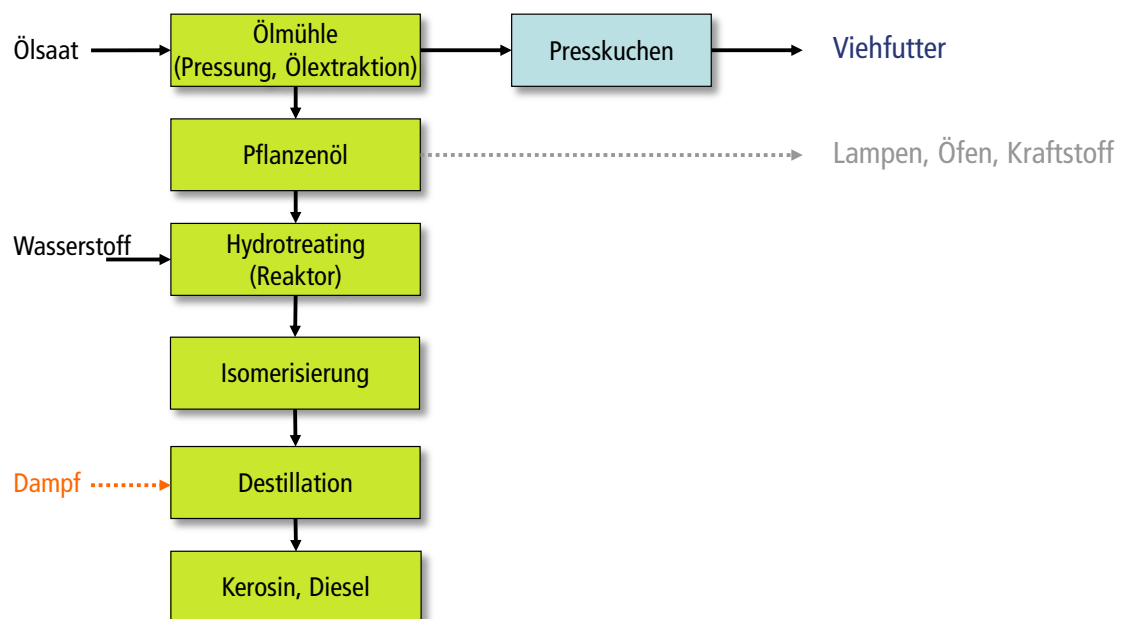 Ölsaat
Ölmühle
(Pressung, Ölextraktion)
Presskuchen
Viehfutter
Pflanzenöl
Lampen, Öfen, Kraftstoff
Wasserstoff
Hydrotreating
(Reaktor)
Isomerisierung
Dampf
Destillation
Kerosin, Diesel